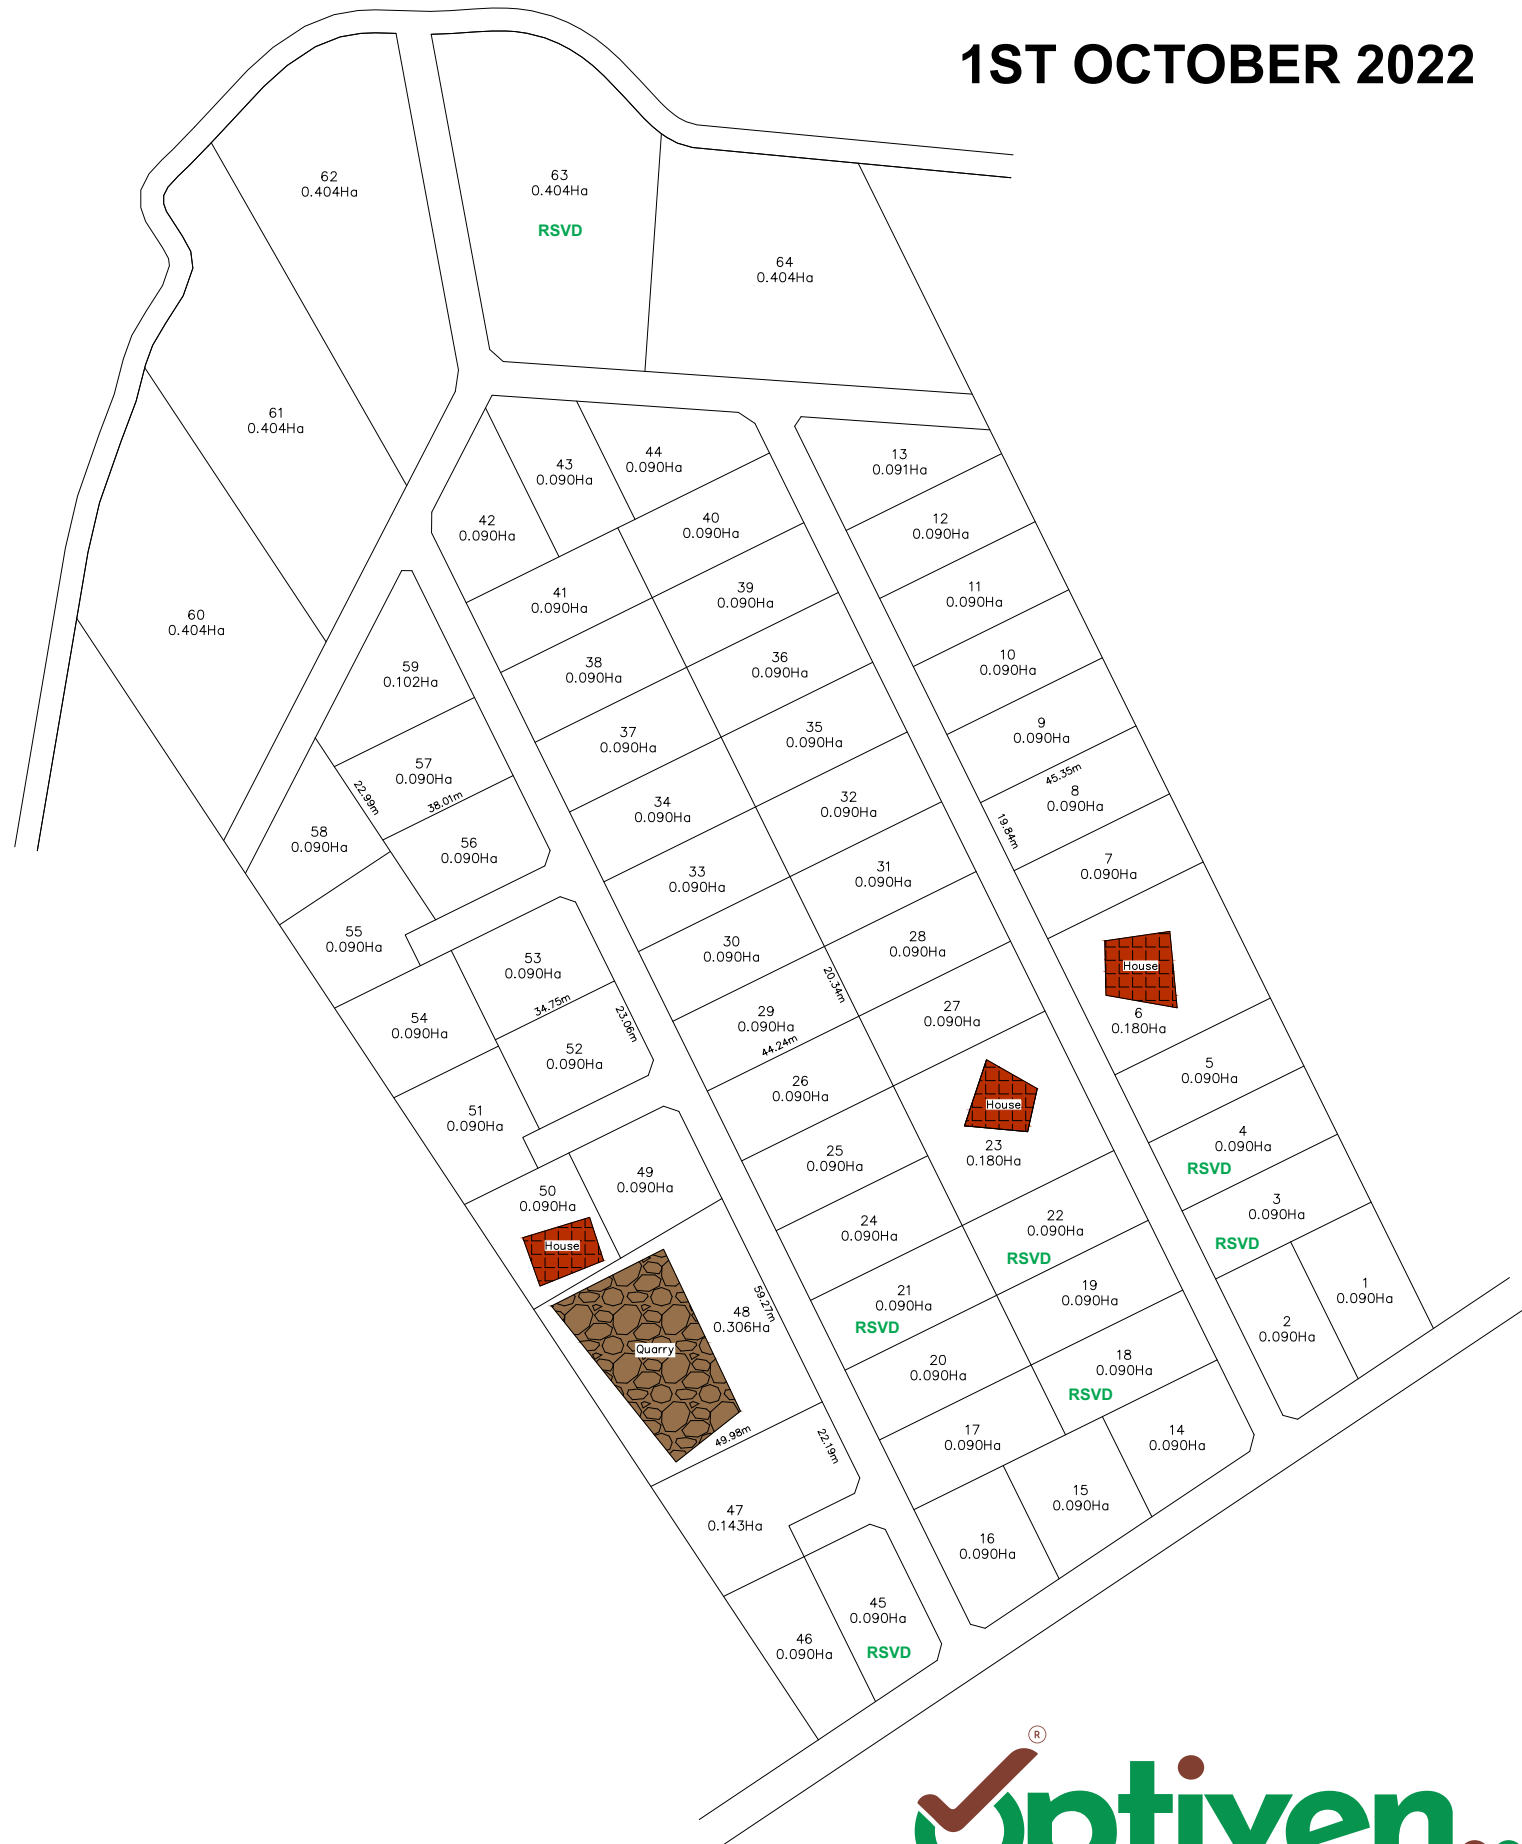 1ST OCTOBER 2022
62
0.404Ha
63
0.404Ha
RSVD
64
0.404Ha
61
0.404Ha
60
0.404Ha
44
0.090Ha
43
0.090Ha
42
0.090Ha
13
0.091Ha
12
0.090Ha
40
0.090Ha
41
0.090Ha
39
0.090Ha
11
0.090Ha
10
0.090Ha
38
0.090Ha
36
0.090Ha
59
0.102Ha
37
0.090Ha
35
0.090Ha
9
0.090Ha
45.35m
8
0.090Ha
19.84m
57
0.090Ha
38.01m
22.99m
58
0.090Ha
56
0.090Ha
34
0.090Ha
32
0.090Ha
7
0.090Ha
33
0.090Ha
31
0.090Ha
55
0.090Ha
53
0.090Ha
34.75m
30
0.090Ha
28
0.090Ha
20.34m
House
6
0.180Ha
54
0.090Ha
52
0.090Ha
23.06m
29
0.090Ha
44.24m
27
0.090Ha
5
0.090Ha
51
0.090Ha
26
0.090Ha
House
23
0.180Ha
4
0.090Ha
RSVD
49
0.090Ha
50
0.090Ha
House
25
0.090Ha
3
0.090Ha
RSVD
24
0.090Ha
22
0.090Ha
RSVD
48
0.306Ha
59.27m
Quarry
21
0.090Ha
RSVD
19
0.090Ha
1
0.090Ha
2
0.090Ha
20
0.090Ha
18
0.090Ha
RSVD
49.98m
22.19m
17
0.090Ha
14
0.090Ha
47
0.143Ha
15
0.090Ha
16
0.090Ha
45
0.090Ha
RSVD
46
0.090Ha
®
Optiven